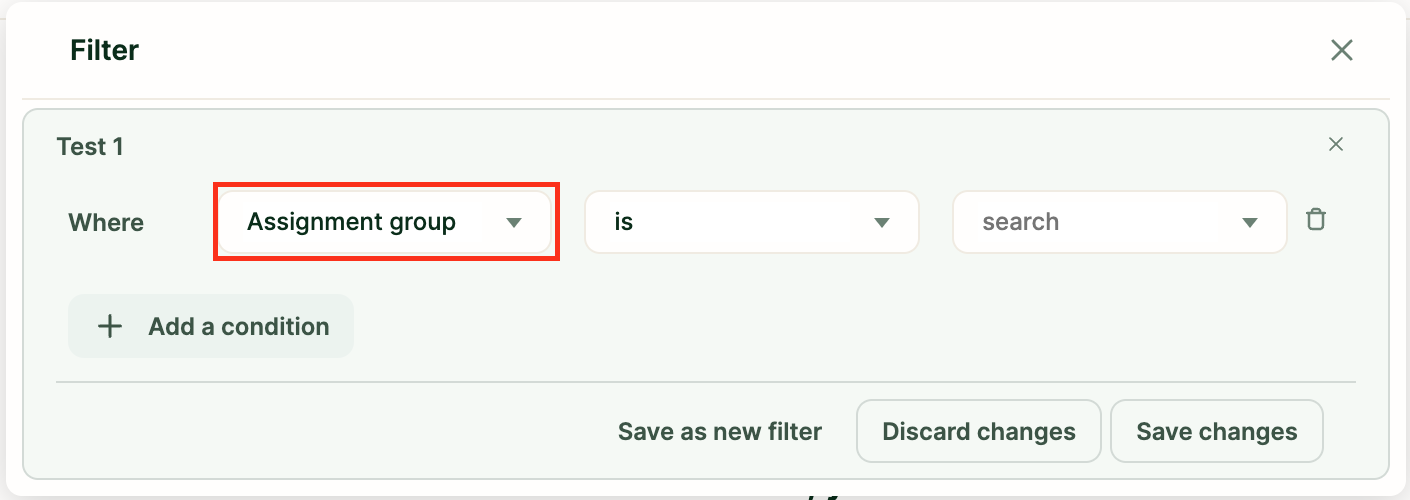 Filter
Test 1
Where Assignment group is search
Add a condition
Save as new filter Discard changes Save changes